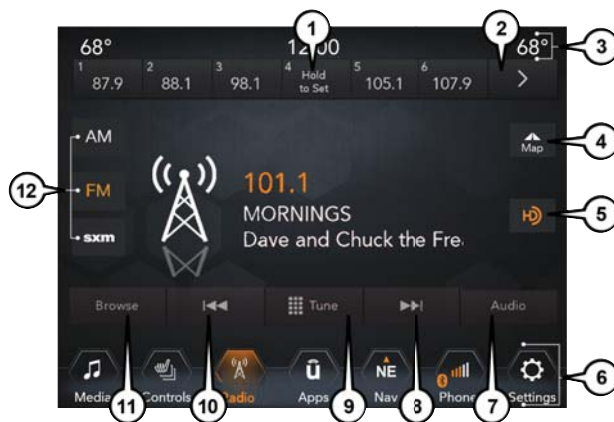 1 2 3
68° 12:00 68°
1 87.9 2 88.1 3 98.1 4 Hold to Set 5 105.1 6 107.9 >
AM
Map 4
12 FM
101.1
HD 5
MORNINGS
sxm
Dave and Chuck the Fre
Browse Tune Audio
û NE 6
Media Controls Radio Apps Nav Phone Settings
11 10 9 8 7